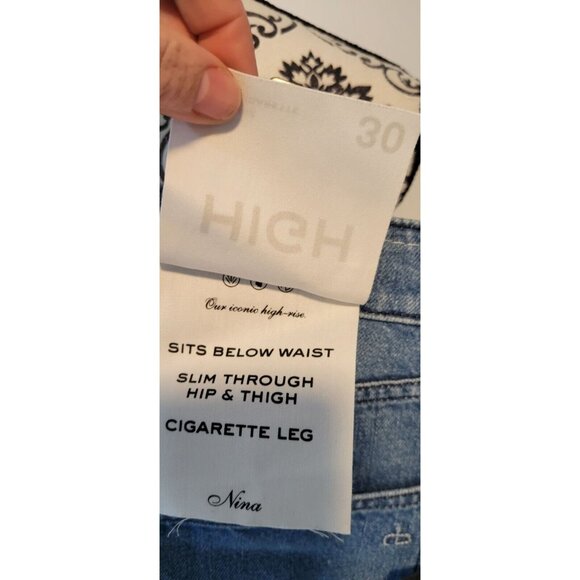 30
HIGH
Our iconic high-rise.
SITS BELOW WAIST
SLIM THROUGH
HIP & THIGH
CIGARETTE LEG
Nina